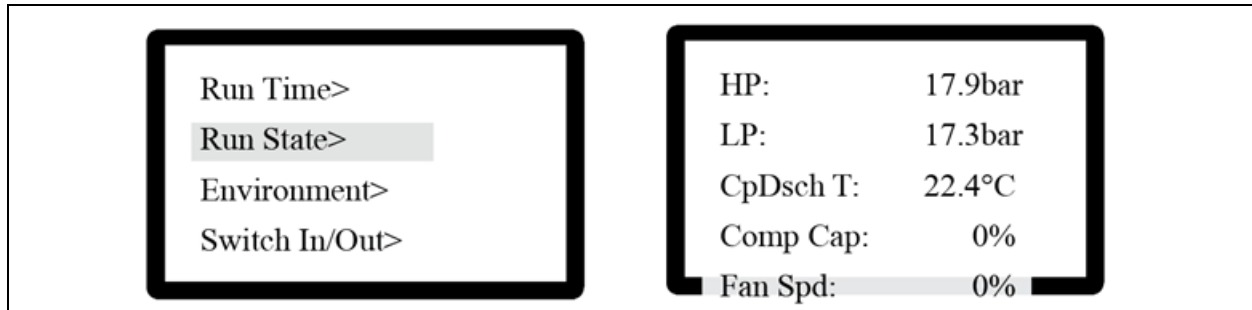 Run Time>
Run State>
Environment>
Switch In/Out>
HP: 17.9bar
LP: 17.3bar
CpDsch T: 22.4°C
Comp Cap: 0%
Fan Spd: 0%